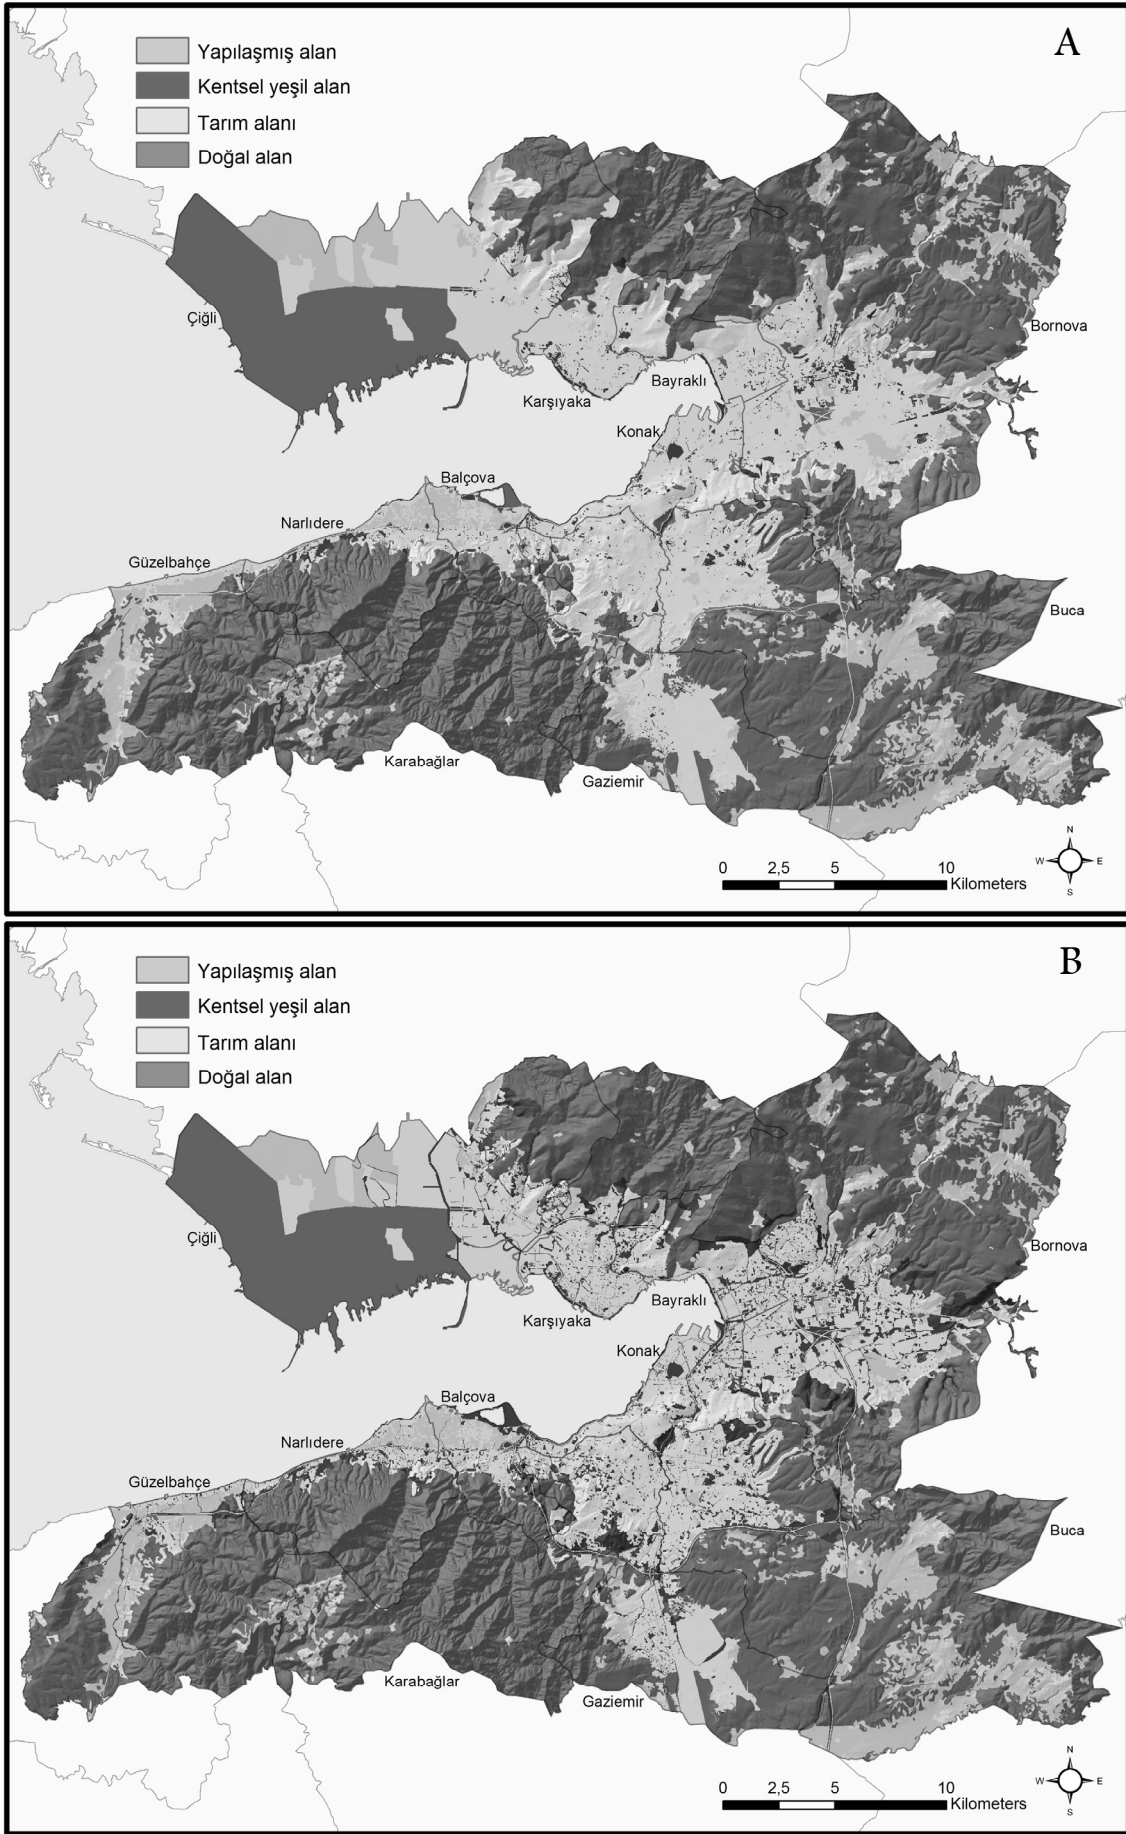 A
Yapılaşmış alan
Kentsel yeşil alan
Tarım alanı
Doğal alan
Çiğli
Bornova
Bayraklı
Karşıyaka
Konak
Balçova
Narlıdere
Güzelbahçe
Buca
Karabağlar
Gaziemir
N
W E
S
0 2,5 5 10
Kilometers
B
Yapılaşmış alan
Kentsel yeşil alan
Tarım alanı
Doğal alan
Çiğli
Bornova
Bayraklı
Karşıyaka
Konak
Balçova
Narlıdere
Güzelbahçe
Buca
Karabağlar
Gaziemir
N
W E
S
0 2,5 5 10
Kilometers